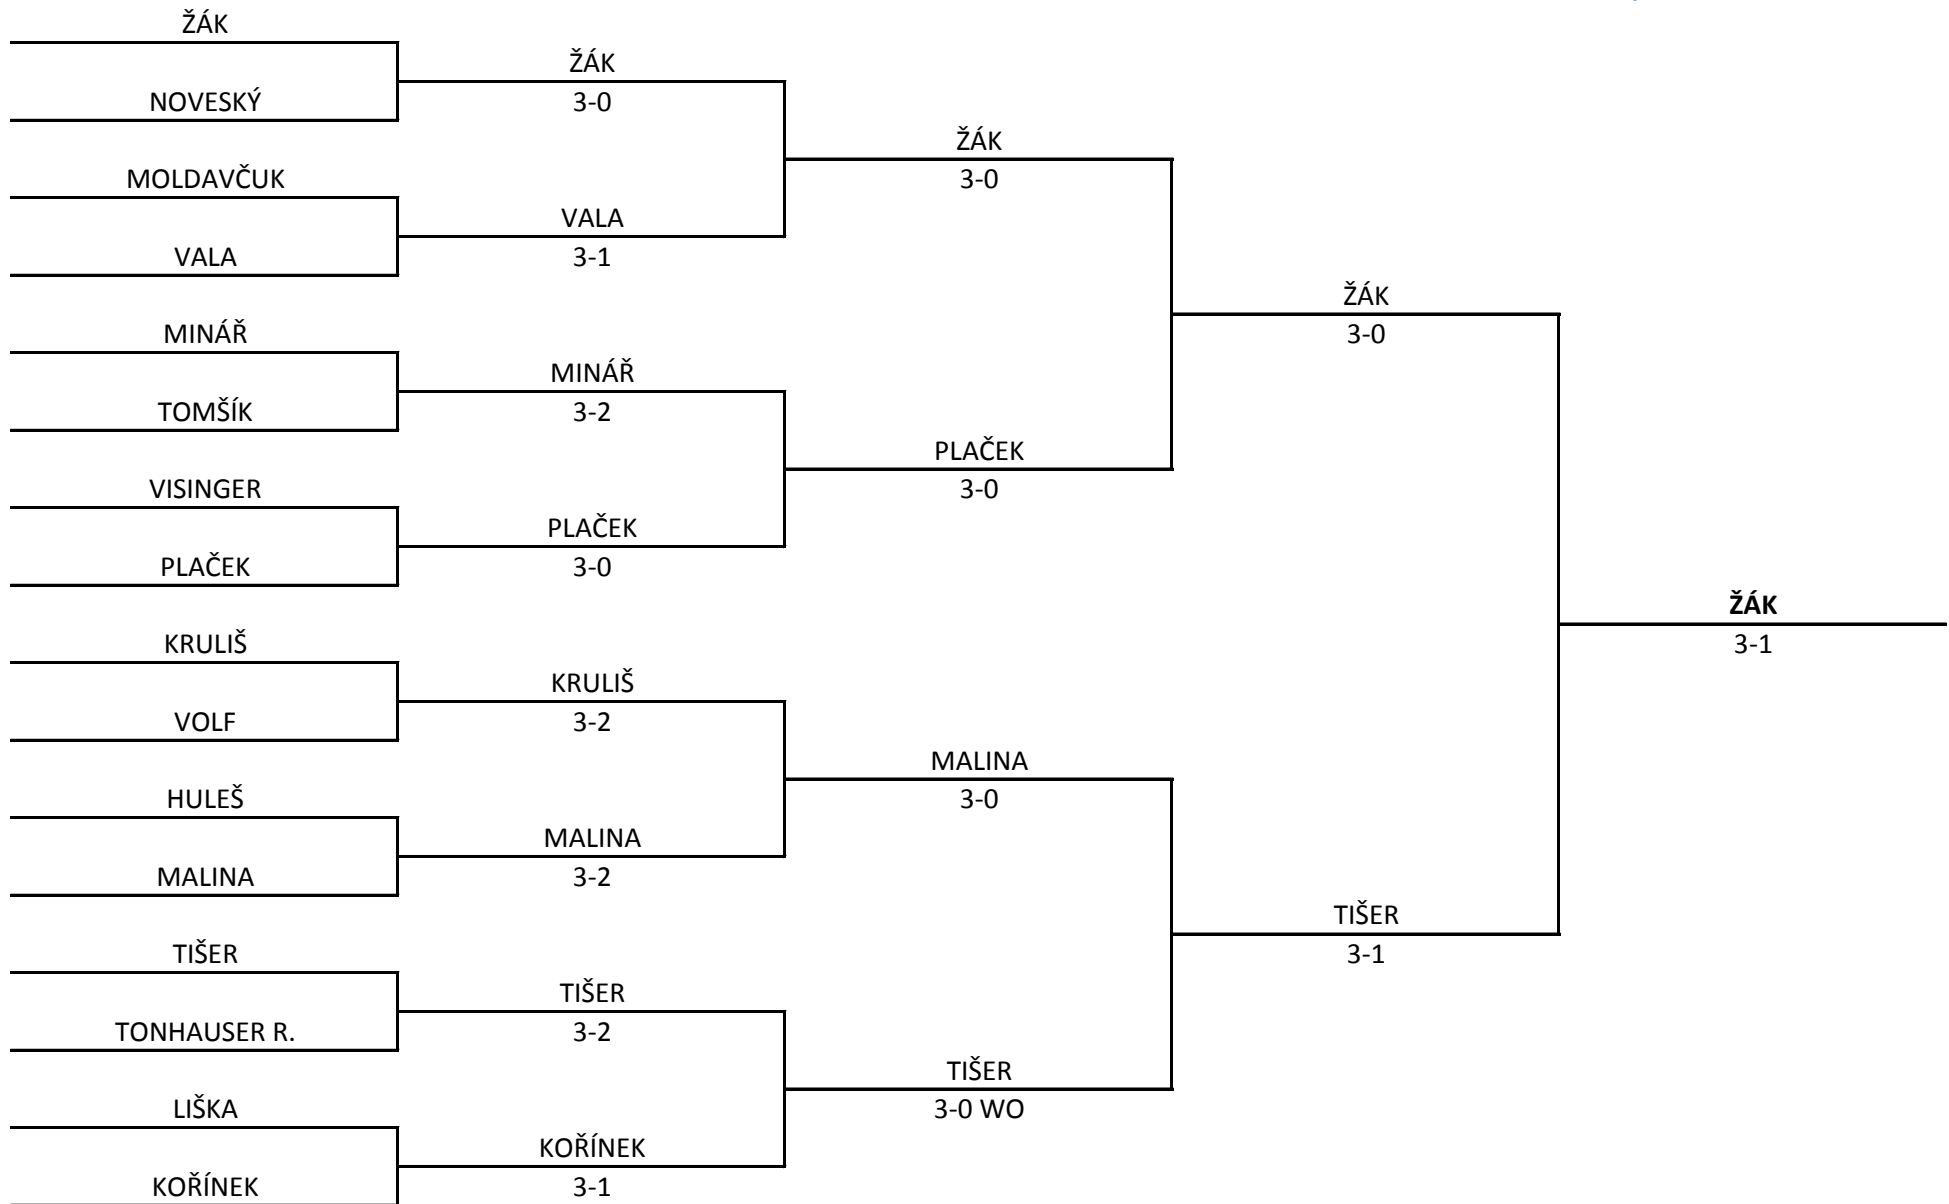 ŽÁK
NOVESKÝ
MOLDAVČUK
VALA
MINÁŘ
TOMŠÍK
VISINGER
PLAČEK
KRULIŠ
VOLF
HULEŠ
MALINA
TIŠER
TONHAUSER R.
LIŠKA
KOŘÍNEK
ŽÁK
3-0
VALA
3-1
MINÁŘ
3-2
PLAČEK
3-0
KRULIŠ
3-2
MALINA
3-2
TIŠER
3-2
KOŘÍNEK
3-1
ŽÁK
3-0
PLAČEK
3-0
MALINA
3-0
TIŠER
3-0 WO
ŽÁK
3-0
TIŠER
3-1
ŽÁK
3-1